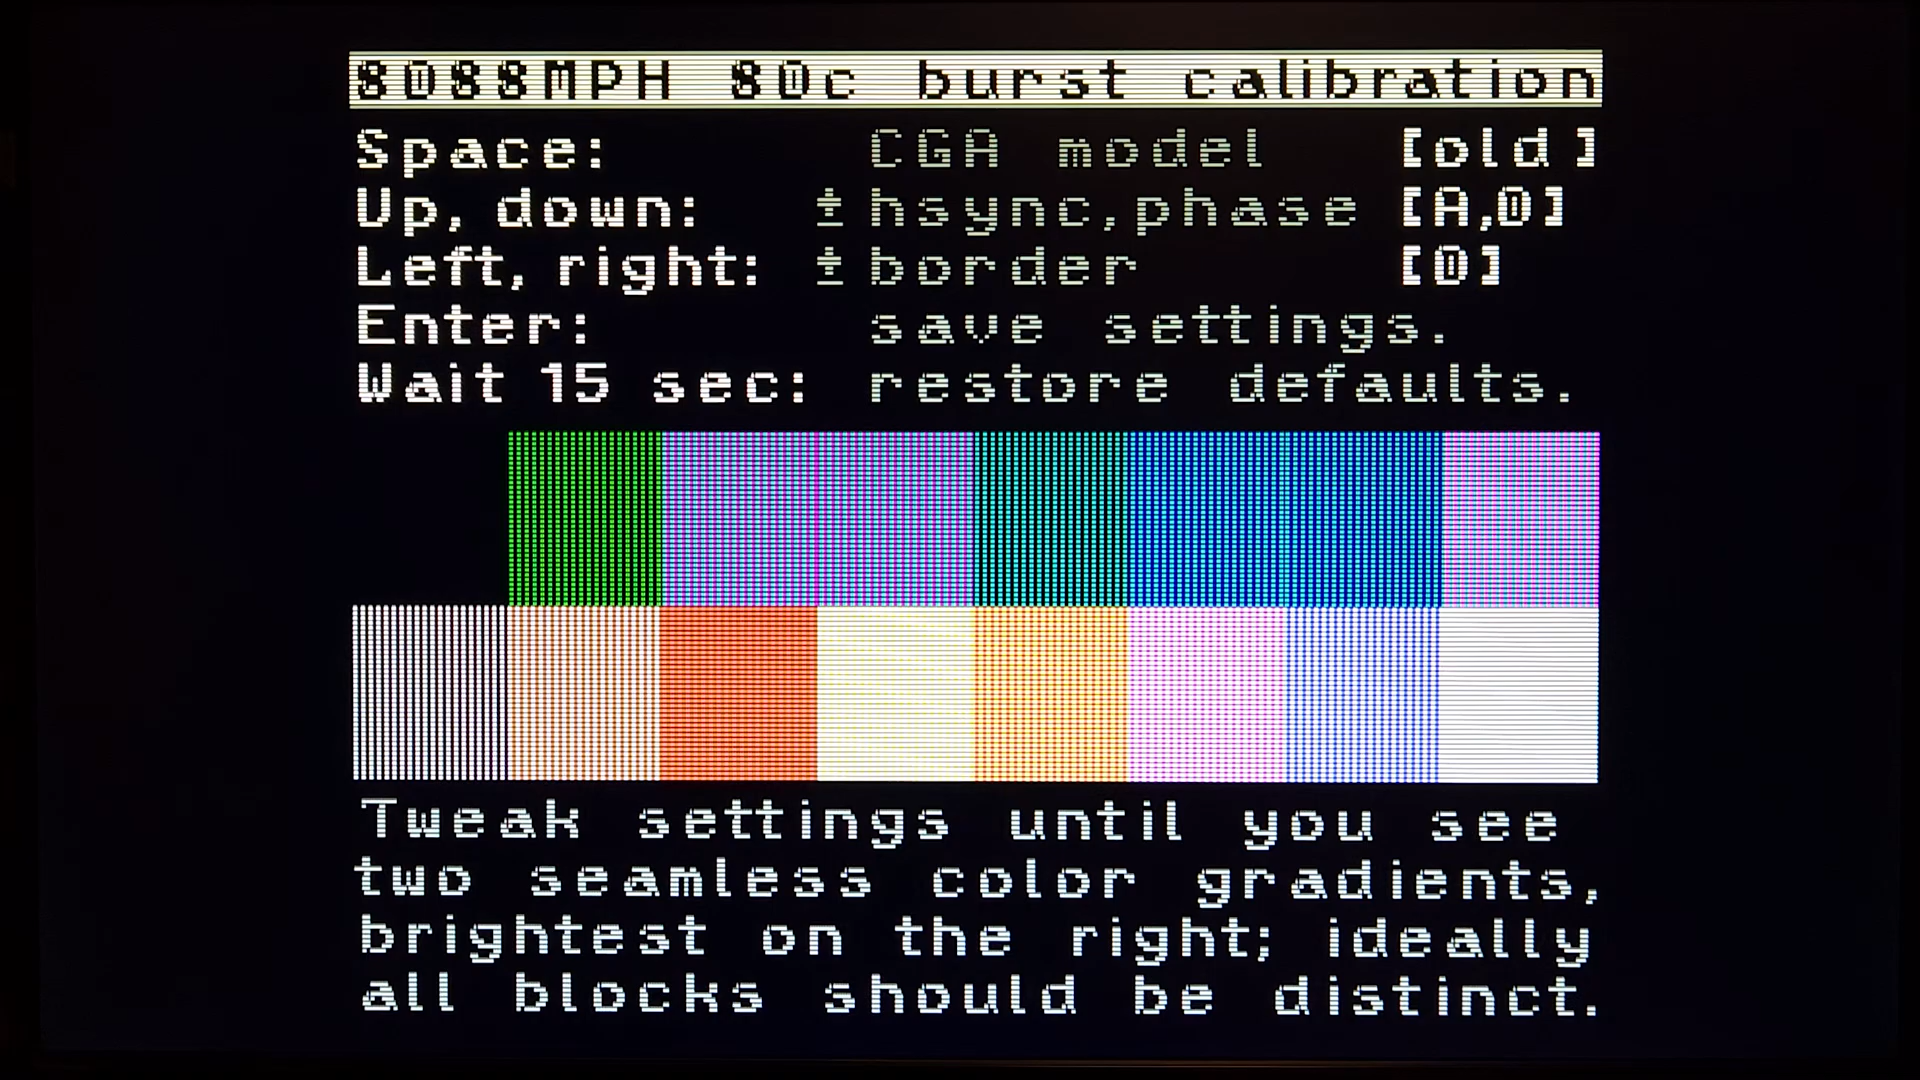 8088MPH 80c burst calibration
Space: CGA model [old ]
Up, down: ± hsync,phase [A,0]
Left, right: ± border [0]
Enter: save settings.
Wait 15 sec: restore defaults.
Tweak settings until you see
two seamless color gradients,
brightest on the right; ideally
all blocks should be distinct.